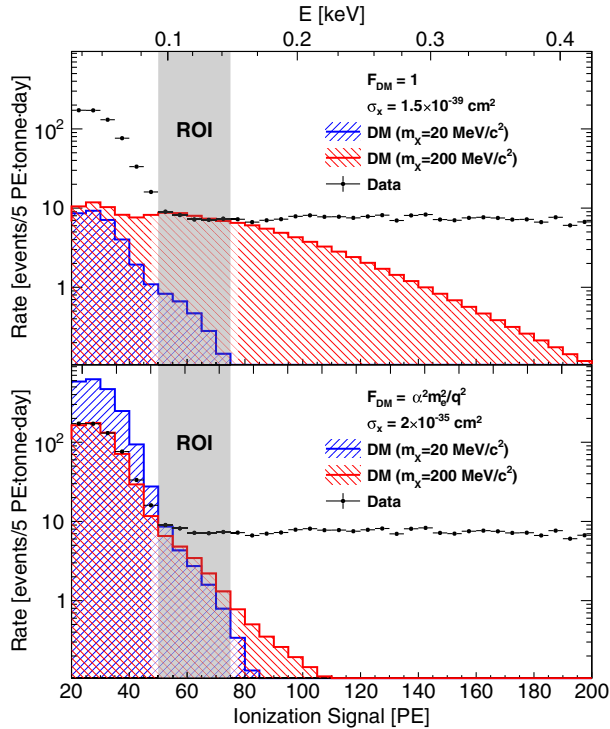 E [keV]
0.1 0.2 0.3 0.4
F_DM = 1
σ_x = 1.5×10^-39 cm^2
ROI
DM (m_χ=20 MeV/c^2)
DM (m_χ=200 MeV/c^2)
Data
10^2
10
1
Rate [events/5 PE·tonne·day]
F_DM = α^2m_e^2/q^2
σ_x = 2×10^-35 cm^2
ROI
DM (m_χ=20 MeV/c^2)
DM (m_χ=200 MeV/c^2)
Data
10^2
10
1
Rate [events/5 PE·tonne·day]
20 40 60 80 100 120 140 160 180 200
Ionization Signal [PE]